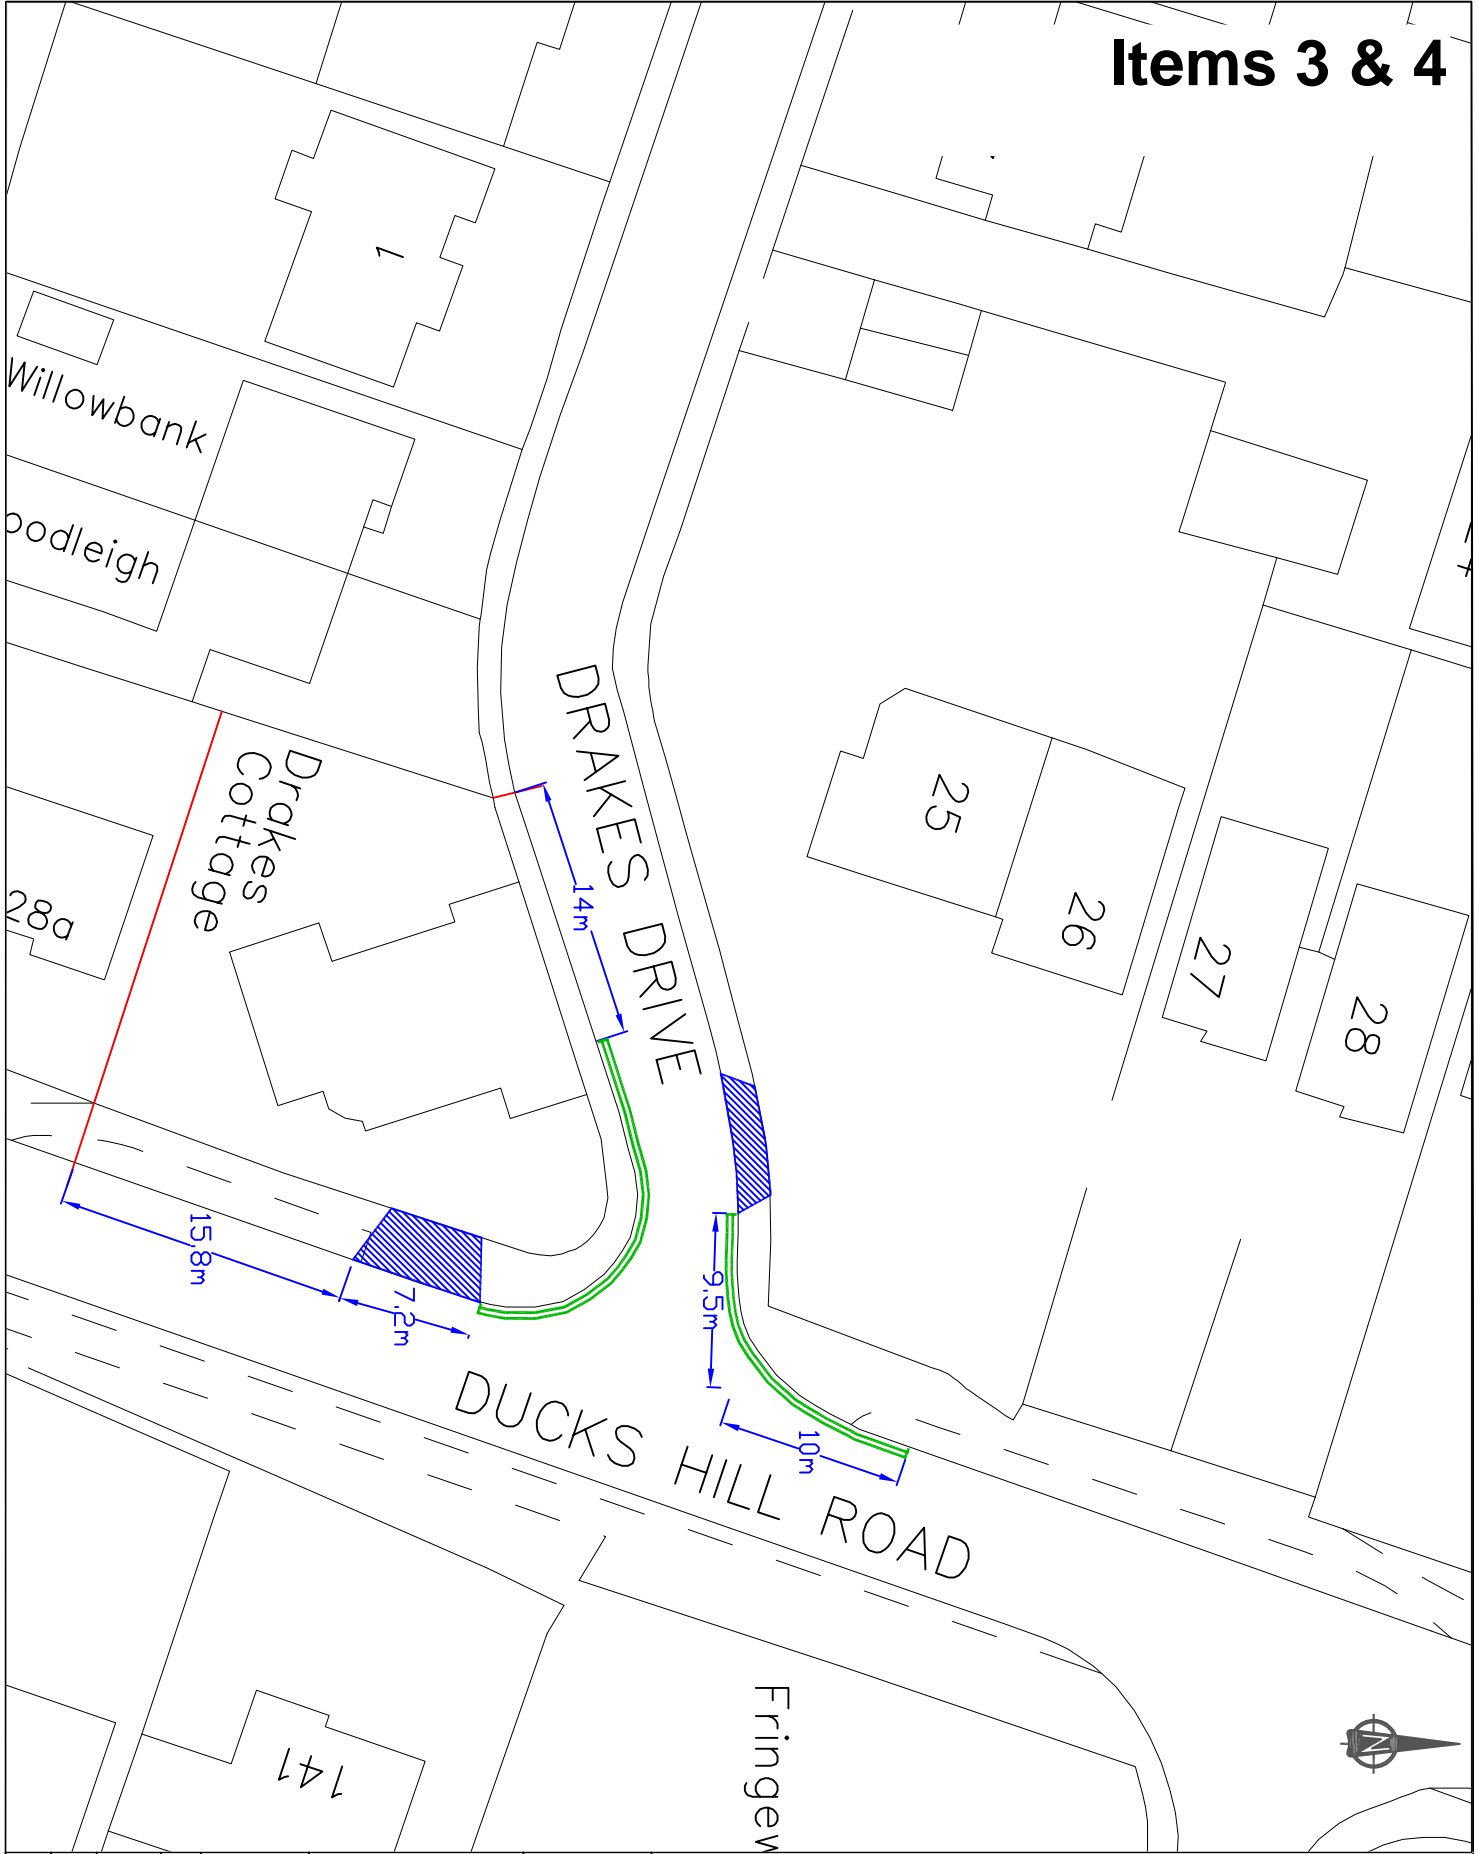 Items 3 & 4
1
Willowbank
oodleigh
DRAKES DRIVE
Drakes
Cottage
28a
25
26
27
28
14m
15.8m
7.2m
9.5m
10m
DUCKS HILL ROAD
141
Fringew
N